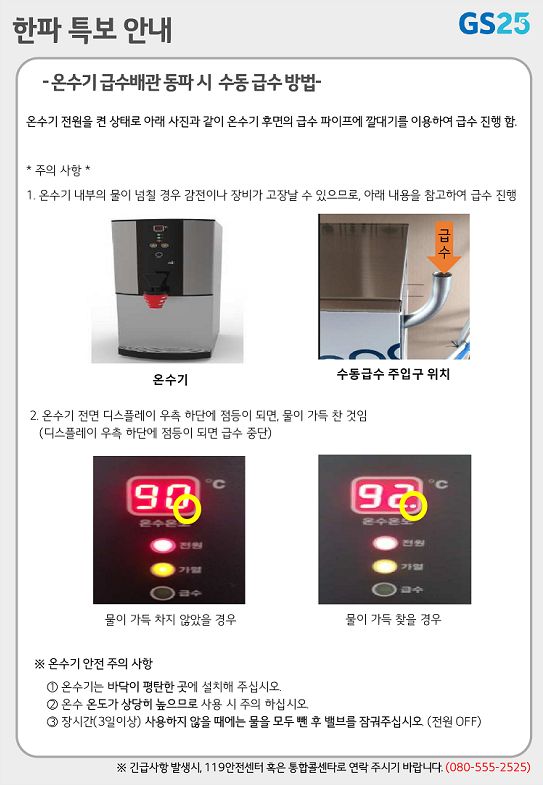 한파 특보 안내
GS25
- 온수기 급수배관 동파 시 수동 급수 방법-
온수기 전원을 켠 상태로 아래 사진과 같이 온수기 후면의 급수 파이프에 깔대기를 이용하여 급수 진행 함.
* 주의 사항 *
1. 온수기 내부의 물이 넘칠 경우 감전이나 장비가 고장날 수 있으므로, 아래 내용을 참고하여 급수 진행
급
수
온수기
수동급수 주입구 위치
2. 온수기 전면 디스플레이 우측 하단에 점등이 되면, 물이 가득 찬 것임
(디스플레이 우측 하단에 점등이 되면 급수 중단)
90 °C
온수온도
전원
가열
급수
92. °C
온수온도
전원
가열
급수
물이 가득 차지 않았을 경우
물이 가득 찾을 경우
※ 온수기 안전 주의 사항
① 온수기는 바닥이 평탄한 곳에 설치해 주십시오.
② 온수 온도가 상당히 높으므로 사용 시 주의 하십시오.
③ 장시간(3일이상) 사용하지 않을 때에는 물을 모두 뺀 후 밸브를 잠궈주십시오. (전원 OFF)
※ 긴급사항 발생시, 119안전센터 혹은 통합콜센타로 연락 주시기 바랍니다. (080-555-2525)